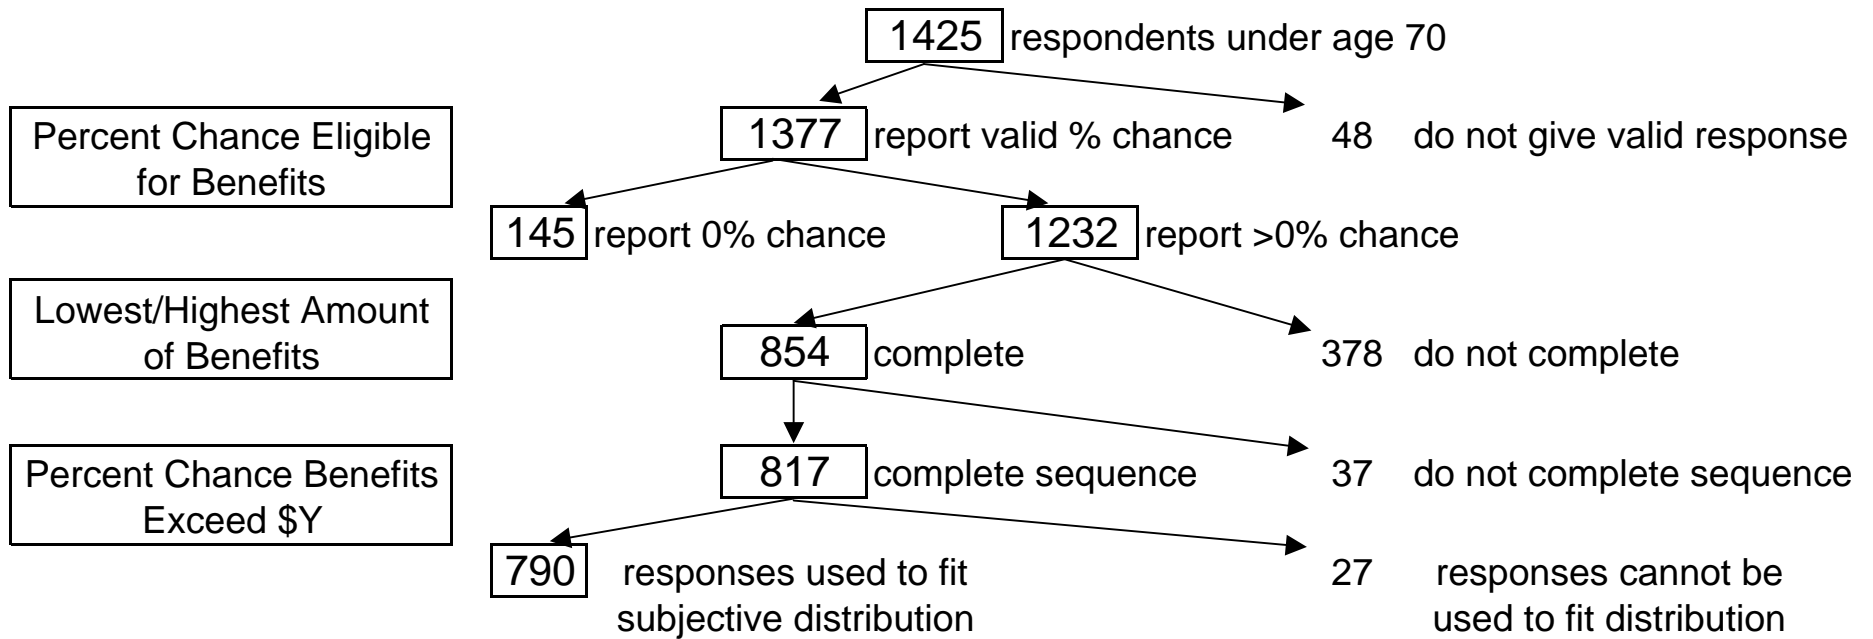 1425 respondents under age 70
Percent Chance Eligible
for Benefits
1377 report valid % chance
48 do not give valid response
145 report 0% chance
1232 report >0% chance
Lowest/Highest Amount
of Benefits
854 complete
378 do not complete
Percent Chance Benefits
Exceed $Y
817 complete sequence
37 do not complete sequence
790 responses used to fit
subjective distribution
27 responses cannot be
used to fit distribution